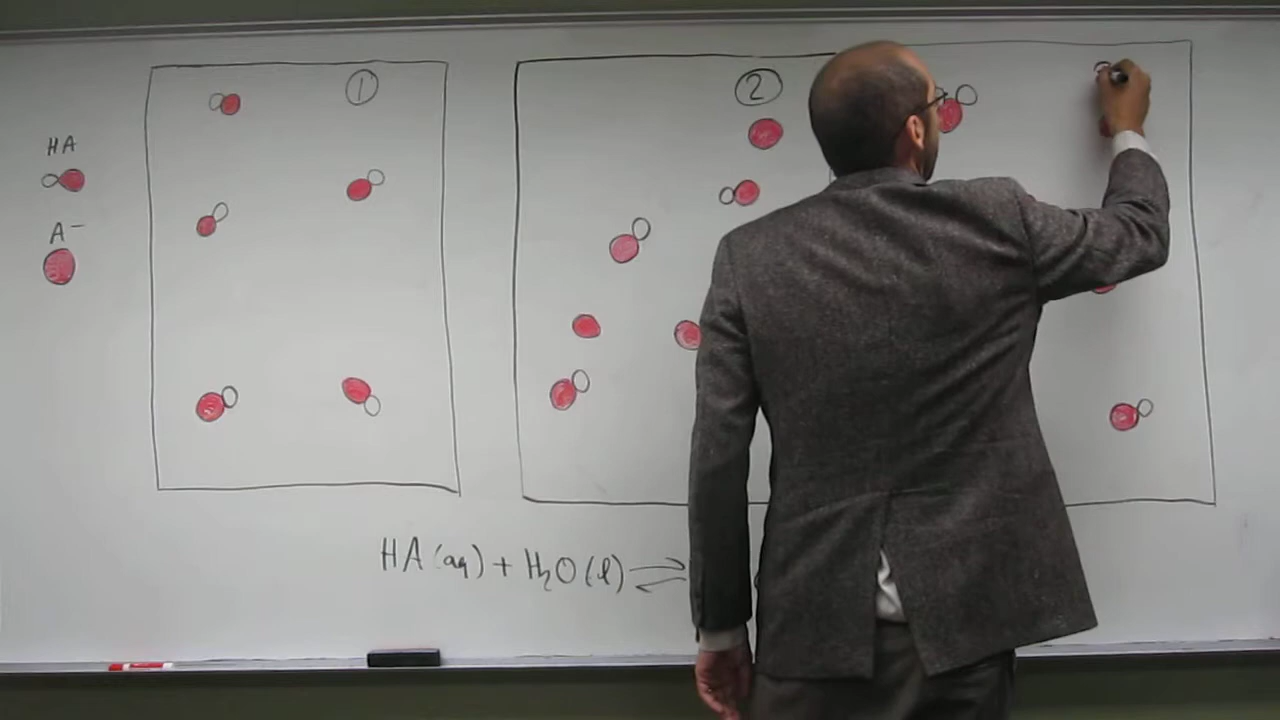 HA
A⁻
①
②
HA(aq) + H₂O(l) ⇌